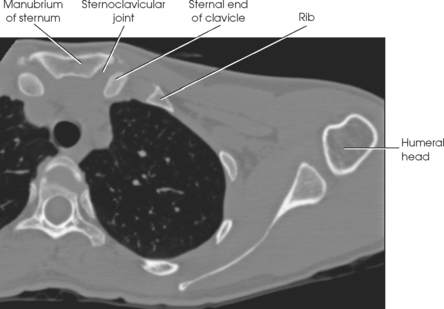 Manubrium
of sternum
Sternoclavicular
joint
Sternal end
of clavicle
Rib
Humeral
head